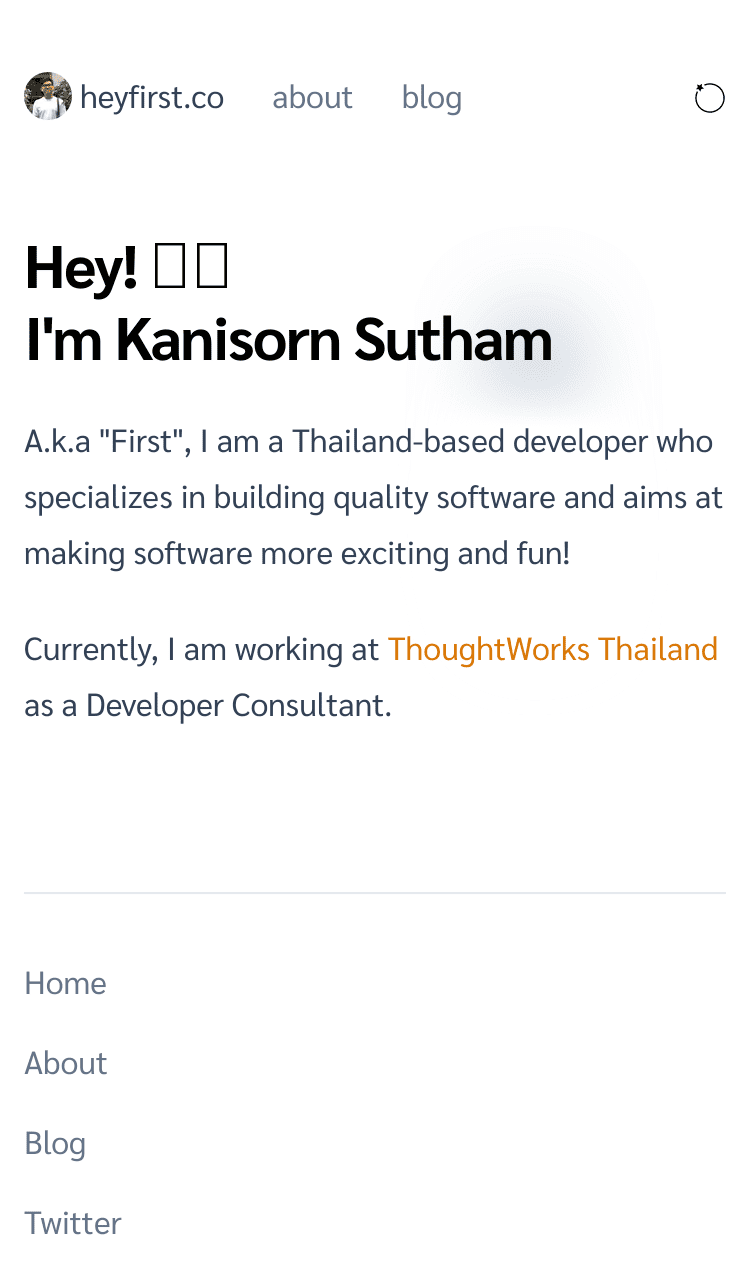 heyfirst.co about blog
Hey!
I'm Kanisorn Sutham
A.k.a "First", I am a Thailand-based developer who
specializes in building quality software and aims at
making software more exciting and fun!
Currently, I am working at ThoughtWorks Thailand
as a Developer Consultant.
Home
About
Blog
Twitter